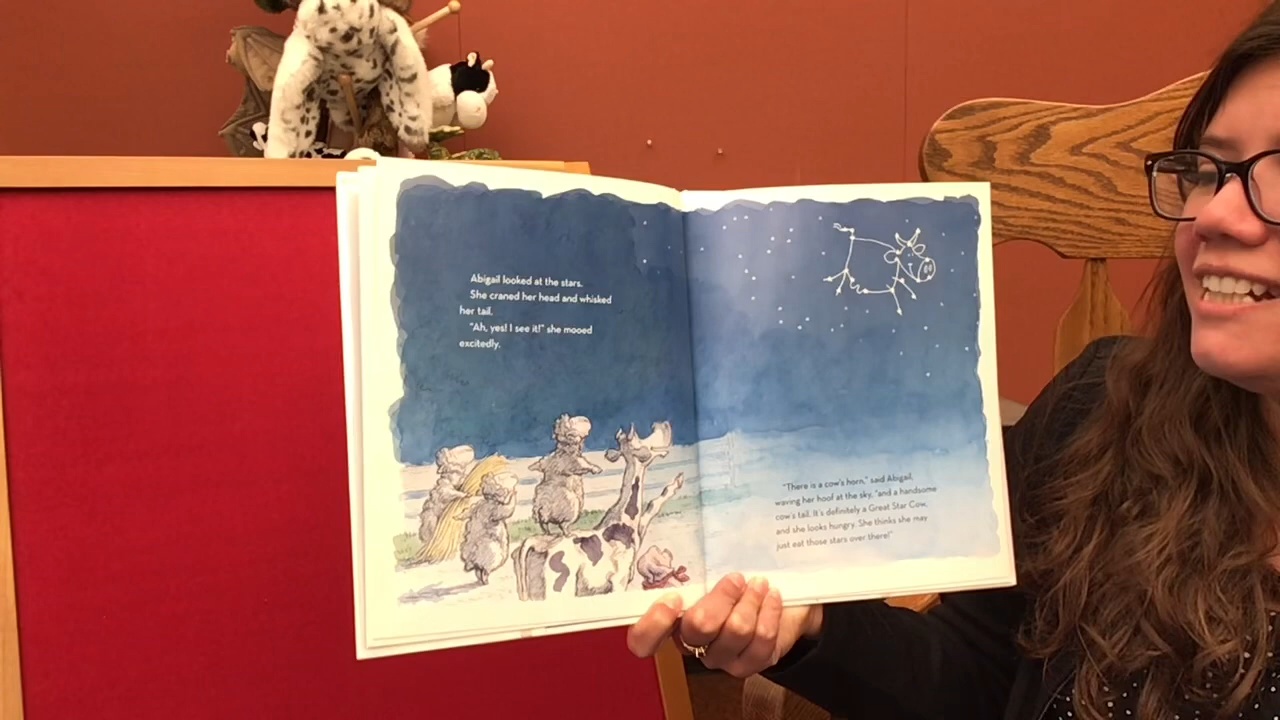 Abigail looked at the stars.
She craned her head and whisked
her tail.
"Ah, yes! I see it!" she mooed
excitedly.
"There is a cow's horn," said Abigail,
waving her hoof at the sky, "and a handsome
cow's tail. It's definitely a Great Star Cow,
and she looks hungry. She thinks she may
just eat those stars over there!"